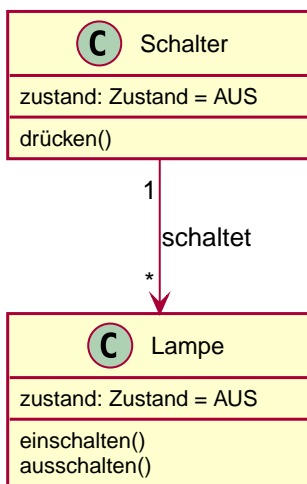 C Schalter
zustand: Zustand = AUS
drücken()
1
schaltet
*
C Lampe
zustand: Zustand = AUS
einschalten()
ausschalten()